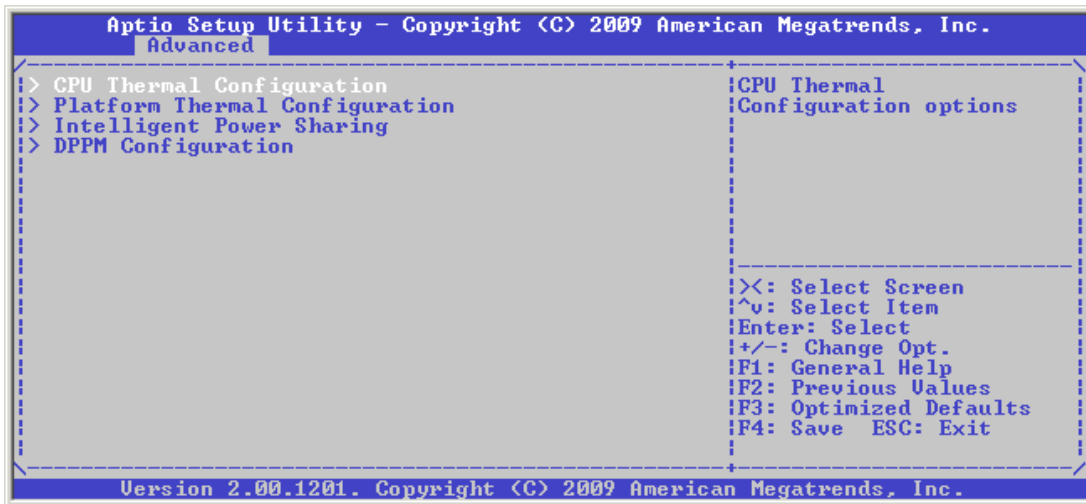 Aptio Setup Utility - Copyright (C) 2009 American Megatrends, Inc.
Advanced
> CPU Thermal Configuration
> Platform Thermal Configuration
> Intelligent Power Sharing
> DPPM Configuration
CPU Thermal
Configuration options
><: Select Screen
^v: Select Item
Enter: Select
+/-: Change Opt.
F1: General Help
F2: Previous Values
F3: Optimized Defaults
F4: Save  ESC: Exit
Version 2.00.1201. Copyright (C) 2009 American Megatrends, Inc.